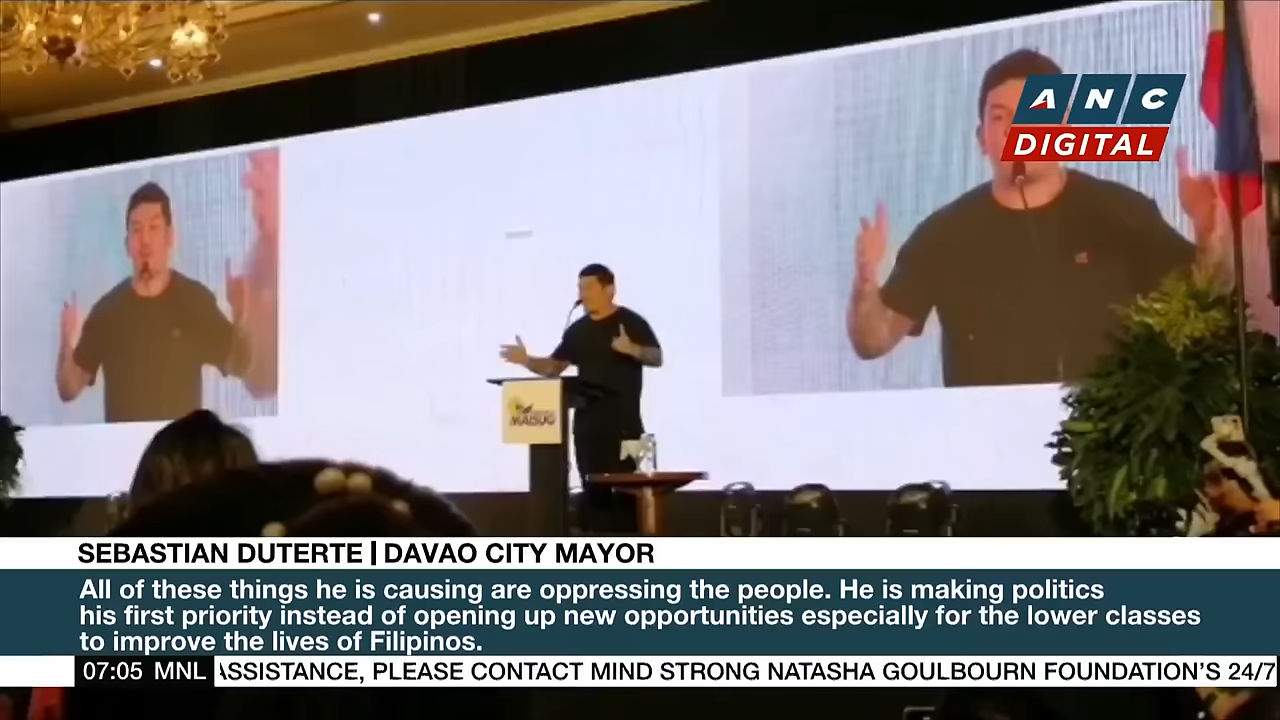 ANC
DIGITAL
MAISUG
SEBASTIAN DUTERTE | DAVAO CITY MAYOR
All of these things he is causing are oppressing the people. He is making politics
his first priority instead of opening up new opportunities especially for the lower classes
to improve the lives of Filipinos.
07:05 MNL ASSISTANCE, PLEASE CONTACT MIND STRONG NATASHA GOULBOURN FOUNDATION'S 24/7